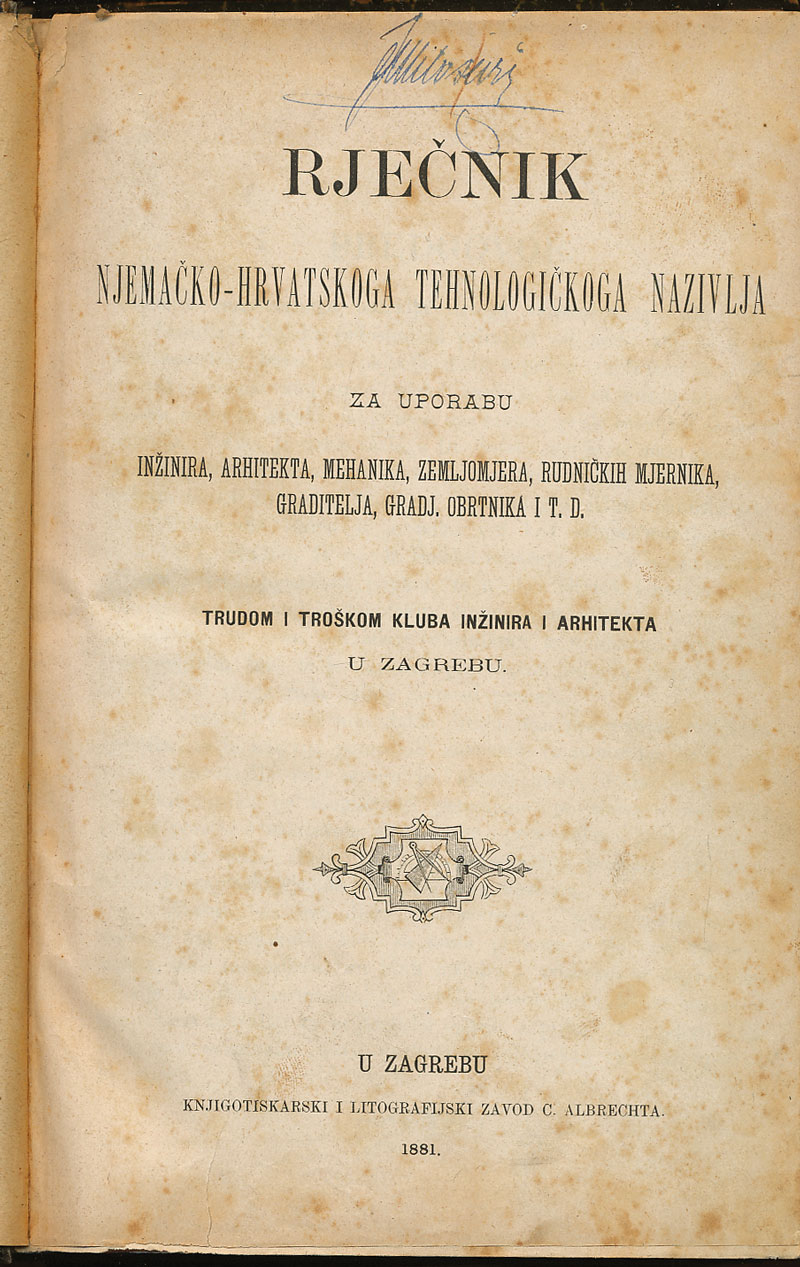 RJEČNIK
NJEMAČKO-HRVATSKOGA TEHNOLOGIČKOGA NAZIVLJA
ZA UPORABU
INŽINIRA, ARHITEKTA, MEHANIKA, ZEMLJOMJERA, RUDNIČKIH MJERNIKA,
GRADITELJA, GRADJ. OBRTNIKA I T. D.
TRUDOM I TROŠKOM KLUBA INŽINIRA I ARHITEKTA
U ZAGREBU.
U ZAGREBU
KNJIGOTISKARSKI I LITOGRAFIJSKI ZAVOD C. ALBRECHTA.
1881.